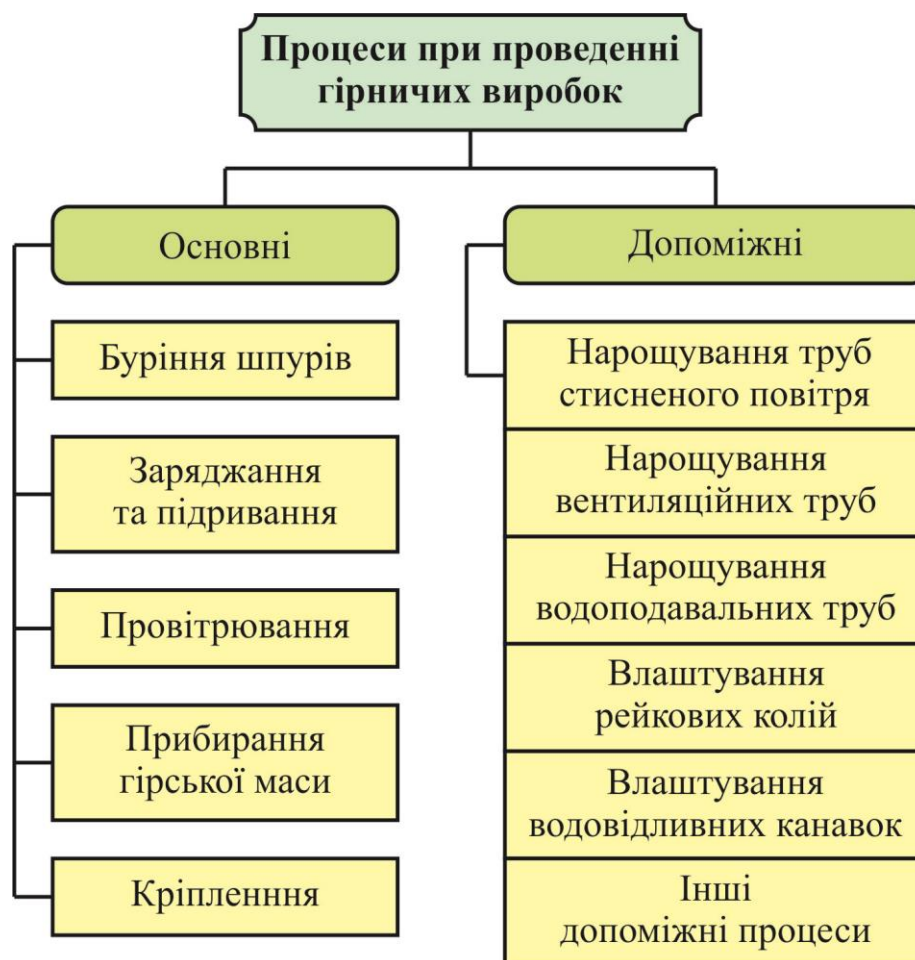 Процеси при проведенні
гірничих виробок
Основні
Буріння шпурів
Заряджання
та підривання
Провітрювання
Прибирання
гірської маси
Кріпленння
Допоміжні
Нарощування труб
стисненого повітря
Нарощування
вентиляційних труб
Нарощування
водоподавальних труб
Влаштування
рейкових колій
Влаштування
водовідливних канавок
Інші
допоміжні процеси